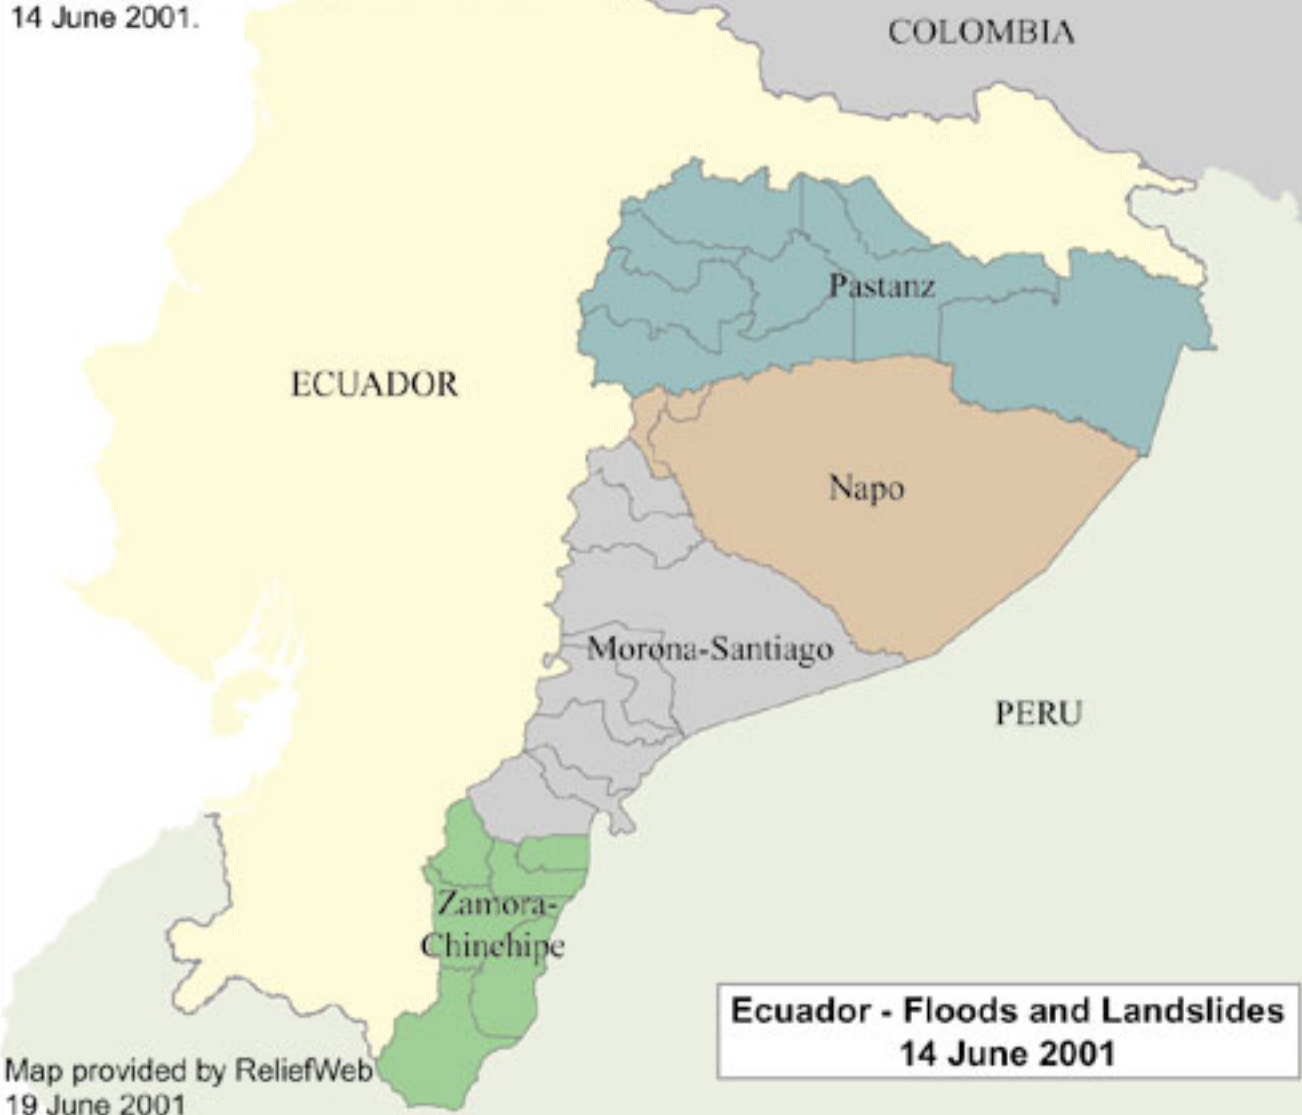 14 June 2001.
COLOMBIA
Pastanz
ECUADOR
Napo
Morona-Santiago
PERU
Zamora-
Chinchipe
Ecuador - Floods and Landslides
14 June 2001
Map provided by ReliefWeb
19 June 2001